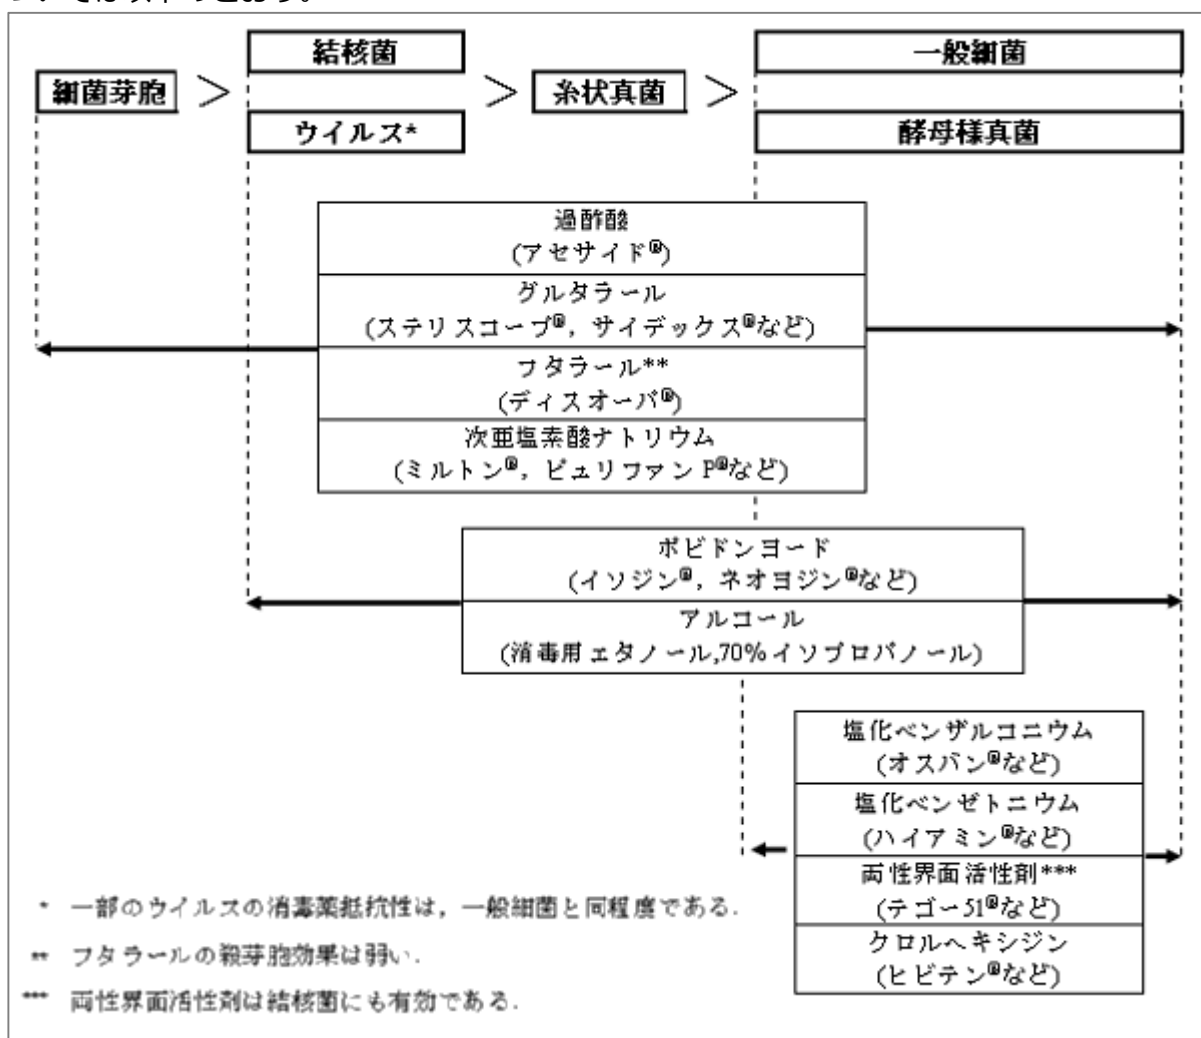 結核菌
一般細菌
細菌芽胞 > > 糸状真菌 >
ウイルス*
酵母様真菌
過酢酸
(アセサイド®)
グルタラール
(ステリスコープ®, サイデックス®など)
フタラール**
(ディスオーパ®)
次亜塩素酸ナトリウム
(ミルトン®, ピュリファンP®など)
ポビドンヨード
(イソジン®, ネオヨジン®など)
アルコール
(消毒用エタノール,70%イソプロパノール)
塩化ベンザルコニウム
(オスバン®など)
塩化ベンゼトニウム
(ハイアミン®など)
両性界面活性剤***
(テゴー51®など)
クロルヘキシジン
(ヒビテン®など)
* 一部のウイルスの消毒薬抵抗性は, 一般細菌と同程度である.
** フタラールの殺芽胞効果は弱い.
*** 両性界面活性剤は結核菌にも有効である.